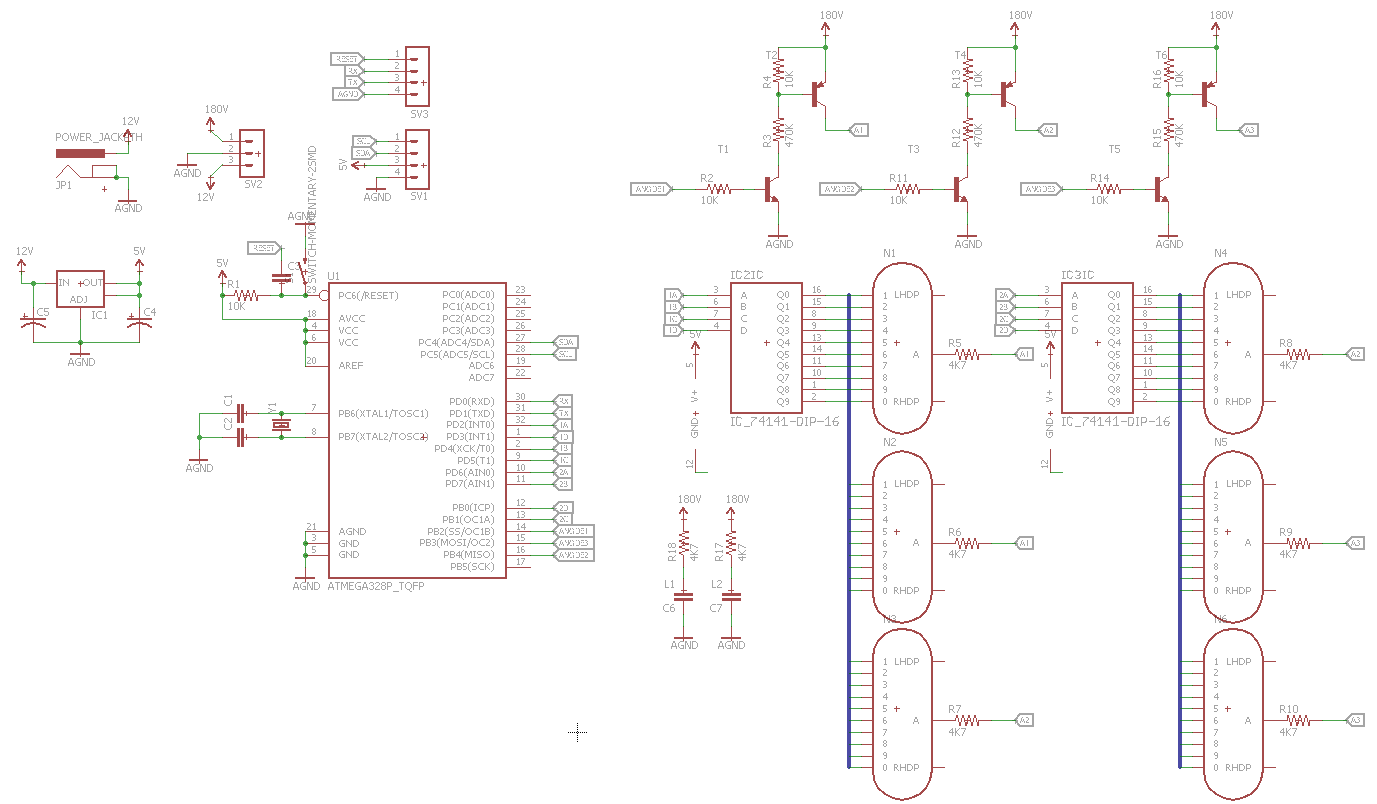 RESET
RX
TX
AGND
1
2
3
4
SV3
180V
12V
POWER_JACKSTH
JP1
AGND
180V
AGND
12V
1
2
3
SV2
SCL
SDA
5V
AGND
1
2
3
4
SV1
12V
5V
IN
OUT
ADJ
IC1
C5
C4
AGND
5V
R1
10K
RESET
AGND
SWITCH-MOMENTARY-2SMD
U1
29
PC6(/RESET)
18
AVCC
4
VCC
6
VCC
20
AREF
7
PB6(XTAL1/TOSC1)
8
PB7(XTAL2/TOSC2)
21
AGND
3
GND
5
GND
C1
C2
Y1
AGND
AGND
PC0(ADC0) 23
PC1(ADC1) 24
PC2(ADC2) 25
PC3(ADC3) 26
PC4(ADC4/SDA) 27 SDA
PC5(ADC5/SCL) 28 SCL
ADC6 19
ADC7 22
PD0(RXD) 30 RX
PD1(TXD) 31 TX
PD2(INT0) 32 1A
PD3(INT1) 1 1D
PD4(XCK/T0) 2 1B
PD5(T1) 9 1C
PD6(AIN0) 10 2A
PD7(AIN1) 11 2B
PB0(ICP) 12 2D
PB1(OC1A) 13 2C
PB2(SS/OC1B) 14 ANODE1
PB3(MOSI/OC2) 15 ANODE3
PB4(MISO) 16 ANODE2
PB5(SCK) 17
ATMEGA328P_TQFP
180V
T2
R4
10K
R3
470K
A1
T1
ANODE1
R2
10K
AGND
180V
T4
R13
10K
R12
470K
A2
T3
ANODE2
R11
10K
AGND
180V
T6
R16
10K
R15
470K
A3
T5
ANODE3
R14
10K
AGND
IC2IC
1A 3 A Q0 16
1B 6 B Q1 15
1C 7 C Q2 8
1D 4 D Q3 9
Q4 13
Q5 14
Q6 11
Q7 10
Q8 1
Q9 2
IC_74141-DIP-16
5V
5
V+
GND
12
N1
1 LHDP
2
3
4
5
6 A
7
8
9
0 RHDP
R5
4K7
A1
N2
1 LHDP
2
3
4
5
6 A
7
8
9
0 RHDP
R6
4K7
A1
N3
1 LHDP
2
3
4
5
6 A
7
8
9
0 RHDP
R7
4K7
A2
IC3IC
2A 3 A Q0 16
2B 6 B Q1 15
2C 7 C Q2 8
2D 4 D Q3 9
Q4 13
Q5 14
Q6 11
Q7 10
Q8 1
Q9 2
IC_74141-DIP-16
5V
5
V+
GND
12
N4
1 LHDP
2
3
4
5
6 A
7
8
9
0 RHDP
R8
4K7
A2
N5
1 LHDP
2
3
4
5
6 A
7
8
9
0 RHDP
R9
4K7
A3
N6
1 LHDP
2
3
4
5
6 A
7
8
9
0 RHDP
R10
4K7
A3
180V
R18
4K7
L1
C6
AGND
180V
R17
4K7
L2
C7
AGND